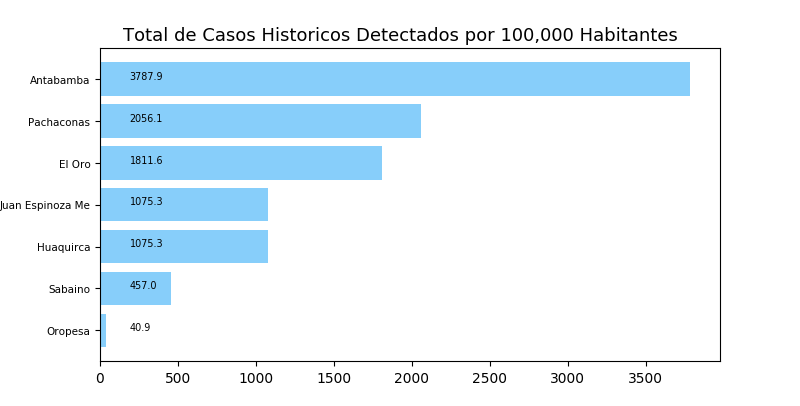 Total de Casos Historicos Detectados por 100,000 Habitantes
Antabamba 3787.9
Pachaconas 2056.1
El Oro 1811.6
Juan Espinoza Me 1075.3
Huaquirca 1075.3
Sabaino 457.0
Oropesa 40.9
0 500 1000 1500 2000 2500 3000 3500